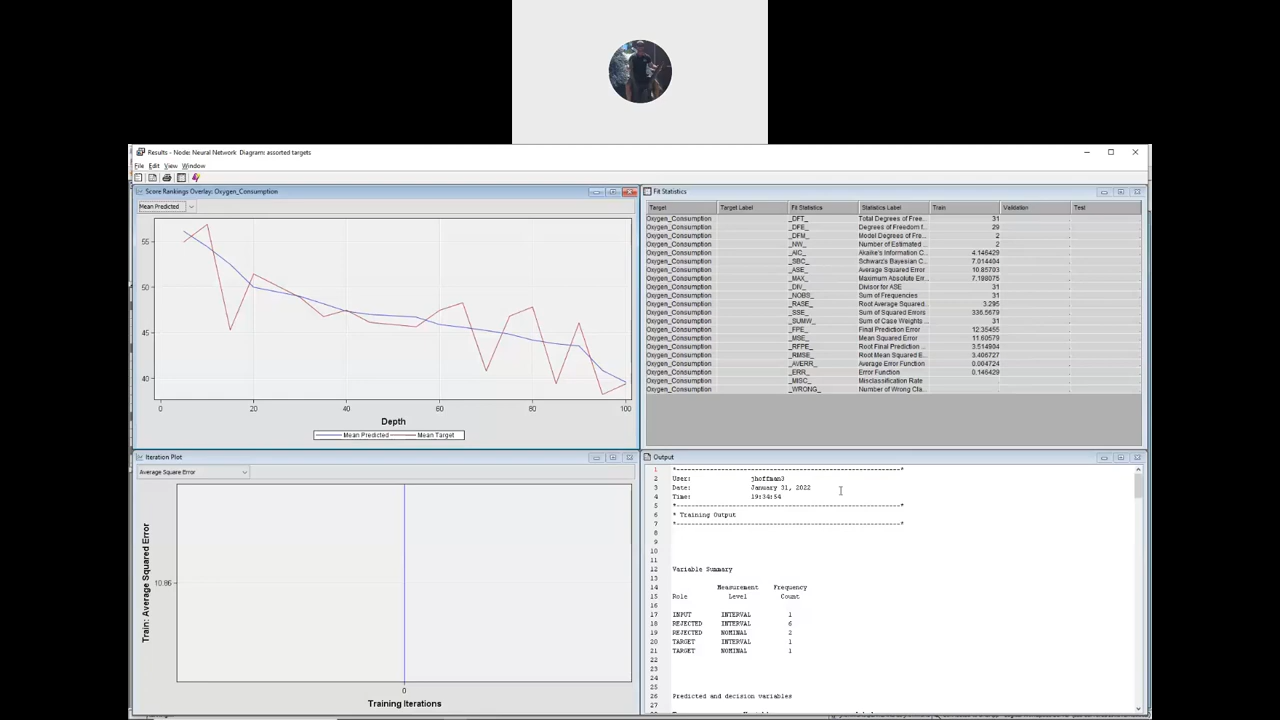 Results - Node: Neural Network Diagram: assorted targets
File Edit View Window
Score Rankings Overlay: Oxygen_Consumption
Mean Predicted
55
50
45
40
0 20 40 60 80 100
Depth
Mean Predicted Mean Target
Fit Statistics
Target Target Label Fit Statistics Statistics Label Train Validation Test
Oxygen_Consumption _DFT_ Total Degrees of Free... 31 . .
Oxygen_Consumption _DFE_ Degrees of Freedom f... 29 . .
Oxygen_Consumption _DFM_ Model Degrees of Fre... 2 . .
Oxygen_Consumption _NW_ Number of Estimated ... 2 . .
Oxygen_Consumption _AIC_ Akaike's Information C... 4.146429 . .
Oxygen_Consumption _SBC_ Schwarz's Bayesian C... 7.014404 . .
Oxygen_Consumption _ASE_ Average Squared Error 10.85703 . .
Oxygen_Consumption _MAX_ Maximum Absolute Err... 7.198075 . .
Oxygen_Consumption _DIV_ Divisor for ASE 31 . .
Oxygen_Consumption _NOBS_ Sum of Frequencies 31 . .
Oxygen_Consumption _RASE_ Root Average Squared... 3.295 . .
Oxygen_Consumption _SSE_ Sum of Squared Errors 336.5679 . .
Oxygen_Consumption _SUMW_ Sum of Case Weights ... 31 . .
Oxygen_Consumption _FPE_ Final Prediction Error 12.35455 . .
Oxygen_Consumption _MSE_ Mean Squared Error 11.60579 . .
Oxygen_Consumption _RFPE_ Root Final Prediction ... 3.514904 . .
Oxygen_Consumption _RMSE_ Root Mean Squared E... 3.406727 . .
Oxygen_Consumption _AVERR_ Average Error Function 0.004724 . .
Oxygen_Consumption _ERR_ Error Function 0.146429 . .
Oxygen_Consumption _MISC_ Misclassification Rate . .
Oxygen_Consumption _WRONG_ Number of Wrong Cla... . .
Iteration Plot
Average Square Error
Train: Average Squared Error
10.86
0
Training Iterations
Output
1 *------------------------------------------------------------*
2 User: jhoffman3
3 Date: January 31, 2022
4 Time: 19:34:54
5 *------------------------------------------------------------*
6 * Training Output
7 *------------------------------------------------------------*
8
9
10
11
12 Variable Summary
13
14 Measurement Frequency
15 Role Level Count
16
17 INPUT INTERVAL 1
18 REJECTED INTERVAL 6
19 REJECTED NOMINAL 2
20 TARGET INTERVAL 1
21 TARGET NOMINAL 1
22
23
24
25
26 Predicted and decision variables
27